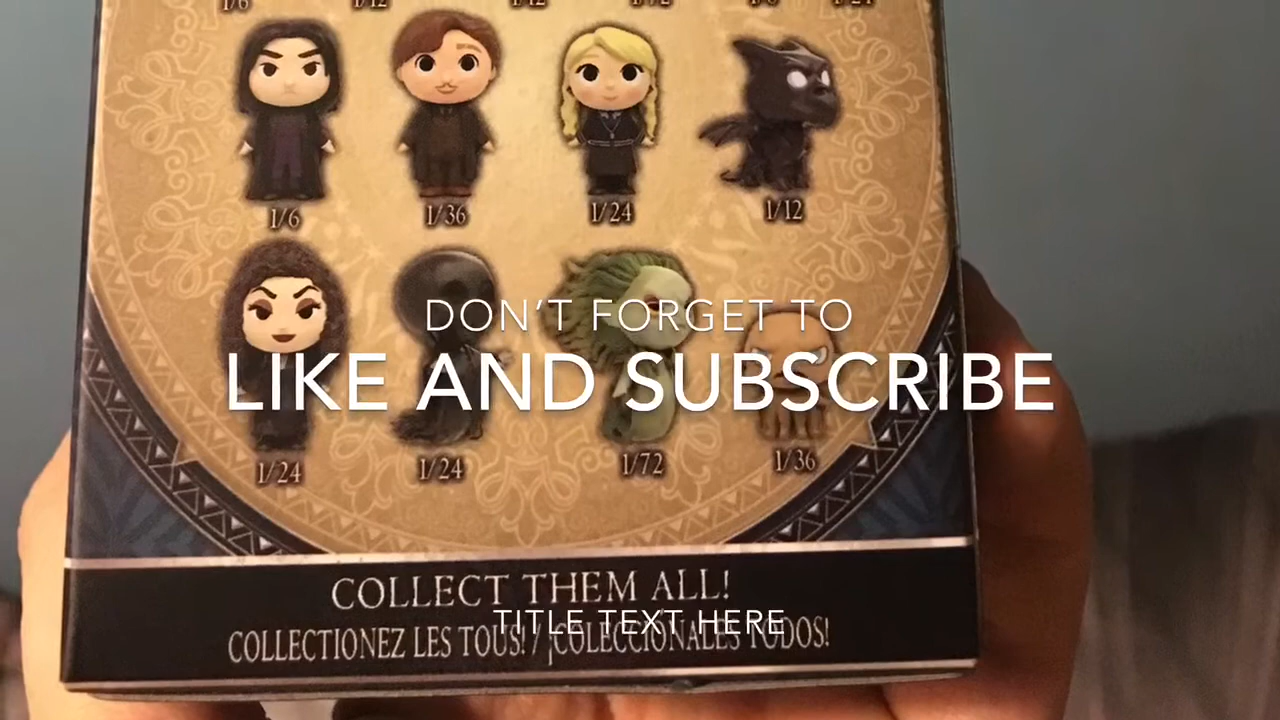 1/6 1/36 1/24 1/12
DON'T FORGET TO
LIKE AND SUBSCRIBE
1/24 1/24 1/72 1/36
COLLECT THEM ALL!
TITLE TEXT HERE
COLLECTIONEZ LES TOUS! / ¡COLECCIÓNALES TODOS!